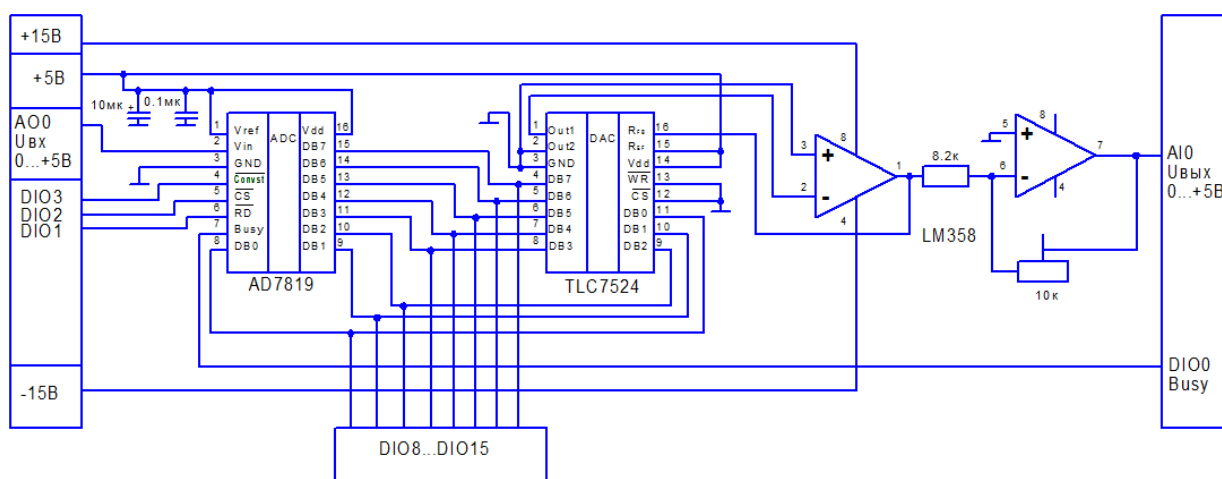 +15В
+5В
10мк
+
0.1мк
AO0
Uвх
0...+5В
DIO3
DIO2
DIO1
-15В
1
2
3
4
5
6
7
8
Vref
Vin
GND
Convst
CS
RD
Busy
DB0
ADC
Vdd
DB7
DB6
DB5
DB4
DB3
DB2
DB1
16
15
14
13
12
11
10
9
AD7819
1
2
3
4
5
6
7
8
Out1
Out2
GND
DB7
DB6
DB5
DB4
DB3
DAC
Vdd
WR
CS
DB0
DB1
DB2
16
15
14
13
12
11
10
9
TLC7524
3
2
+
-
8
1
4
8.2к
LM358
5
6
+
-
8
7
4
10к
AI0
Uвых
0...+5В
DIO0
Busy
DIO8...DIO15